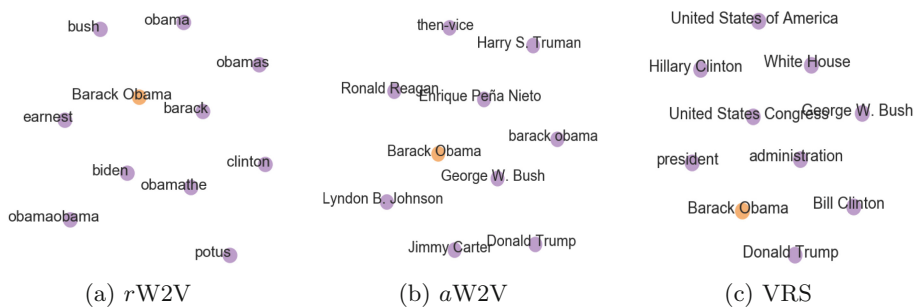 bush
obama
obamas
Barack Obama
barack
earnest
biden
clinton
obamathe
obamaobama
potus
(a) rW2V
then-vice
Harry S. Truman
Ronald Reagan
Enrique Peña Nieto
barack obama
Barack Obama
George W. Bush
Lyndon B. Johnson
Jimmy Carter
Donald Trump
(b) aW2V
United States of America
Hillary Clinton
White House
United States Congress
George W. Bush
president
administration
Barack Obama
Bill Clinton
Donald Trump
(c) VRS